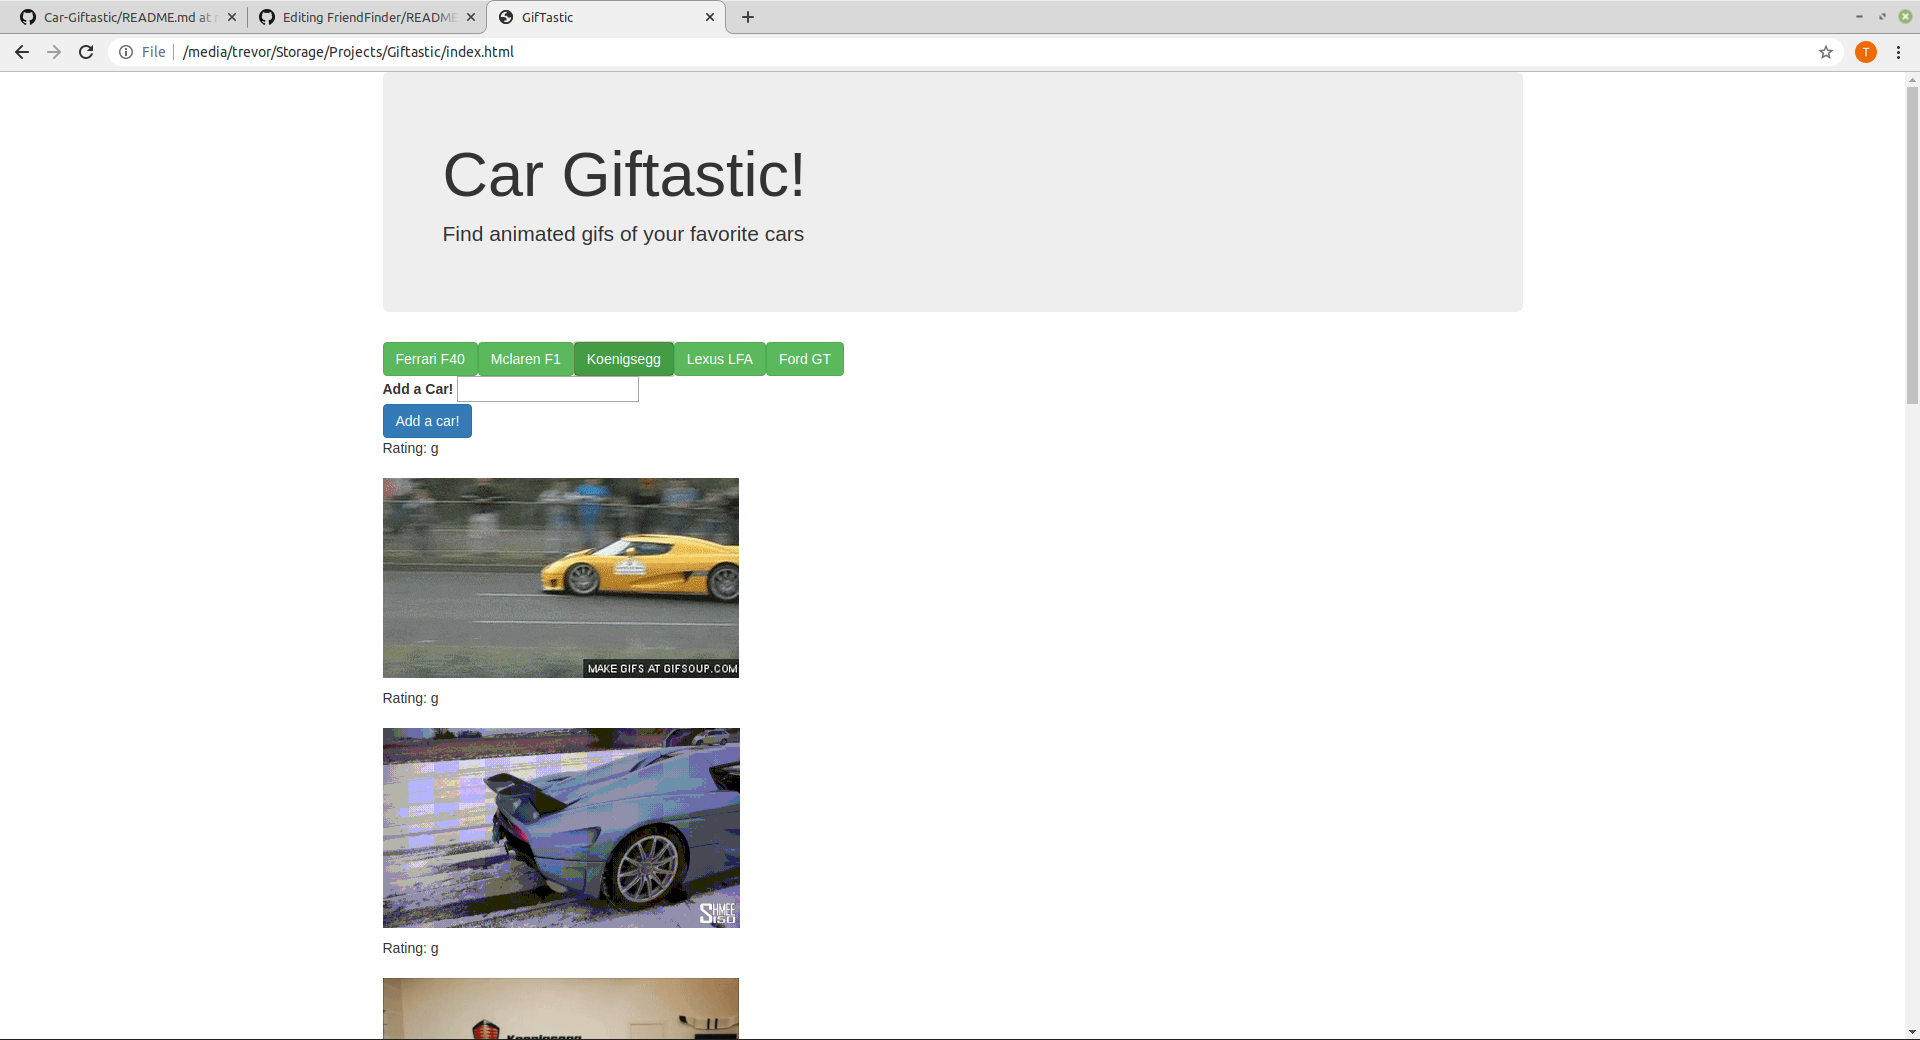 Car-Giftastic/README.md at
Editing FriendFinder/README
GifTastic
File
/media/trevor/Storage/Projects/Giftastic/index.html
T
Car Giftastic!
Find animated gifs of your favorite cars
Ferrari F40 Mclaren F1 Koenigsegg Lexus LFA Ford GT
Add a Car!
Add a car!
Rating: g
MAKE GIFS AT GIFSOUP.COM
Rating: g
SHMEE
150
Rating: g
Koenigsegg